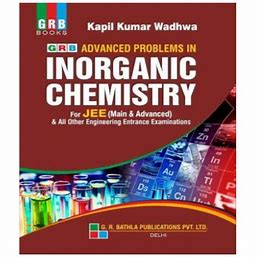 GRB
BOOKS
Kapil Kumar Wadhwa
GRB ADVANCED PROBLEMS IN
INORGANIC
CHEMISTRY
For JEE (Main & Advanced)
& All Other Engineering Entrance Examinations
G. R. BATHLA PUBLICATIONS PVT. LTD.
DELHI